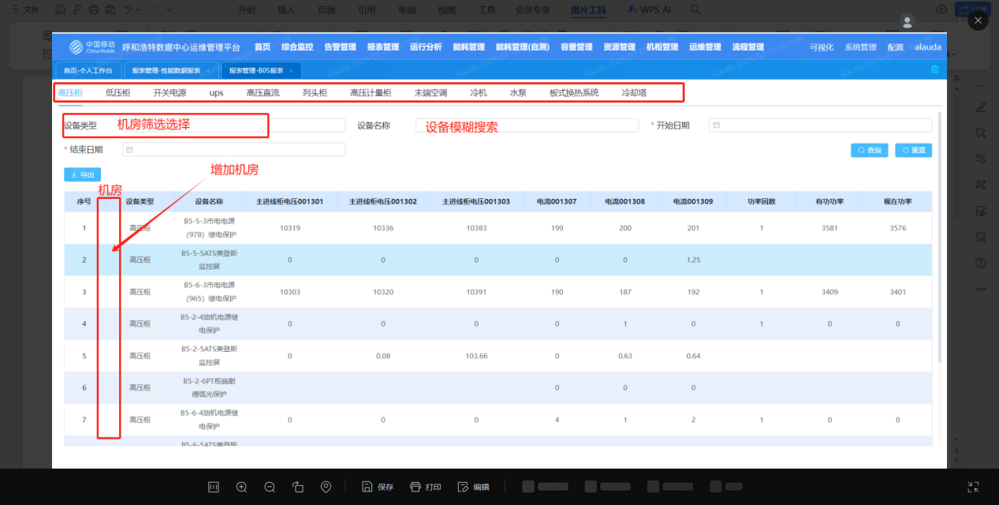 三 文件 开始 插入 页面 引用 审阅 视图 工具 会员专享 图片工具 WPS AI 分享
中国移动 China Mobile 呼和浩特数据中心运维管理平台 首页 综合监控 告警管理 报表管理 运行分析 能耗管理 能耗管理(自测) 容量管理 资源管理 机柜管理 运维管理 流程管理 可视化 系统管理 配置 alauda
首页-个人工作台 报表管理-性能数据报表 报表管理-B05报表 ×
高压柜 低压柜 开关电源 ups 高压直流 列头柜 高压计量柜 末端空调 冷机 水泵 板式换热系统 冷却塔
设备类型 机房筛选选择 设备名称 设备模糊搜索 * 开始日期
* 结束日期 查询 重置
导出 增加机房
机房
序号 设备类型 设备名称 主进线柜电压001301 主进线柜电压001302 主进线柜电压001303 电流001307 电流001308 电流001309 功率因数 有功功率 视在功率
1 高压柜 B5-5-3市电电源 (978) 继电保护 10319 10336 10383 199 200 201 1 3581 3576
2 高压柜 B5-5-5ATS美登斯 监控屏 0 0 0 0 0 1.25
3 高压柜 B5-6-3市电电源 (965) 继电保护 10303 10320 10391 190 187 192 1 3409 3401
4 高压柜 B5-2-4油机电源继 电保护 0 0 0 0 1 0 1 0 0
5 高压柜 B5-2-5ATS美登斯 监控屏 0 0.08 103.66 0 0.63 0.64
6 高压柜 B5-2-6PT柜施耐 德弧光保护 0 0 0
7 高压柜 B5-6-4油机电源继 电保护 0 0 0 4 1 2 1 0 0
B5-6-5ATS美登斯
保存 打印 编辑